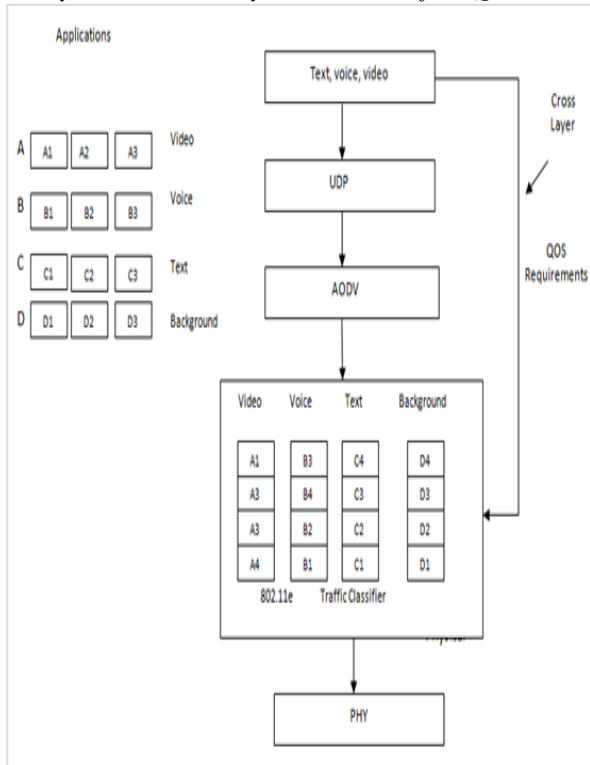 Applications
A A1 A2 A3 Video
B B1 B2 B3 Voice
C C1 C2 C3 Text
D D1 D2 D3 Background
Text, voice, video
Cross
Layer
UDP
QOS
Requirements
AODV
Video Voice Text Background
A1 B3 C4 D4
A3 B4 C3 D3
A3 B2 C2 D2
A4 B1 C1 D1
802.11e Traffic Classifier
PHY